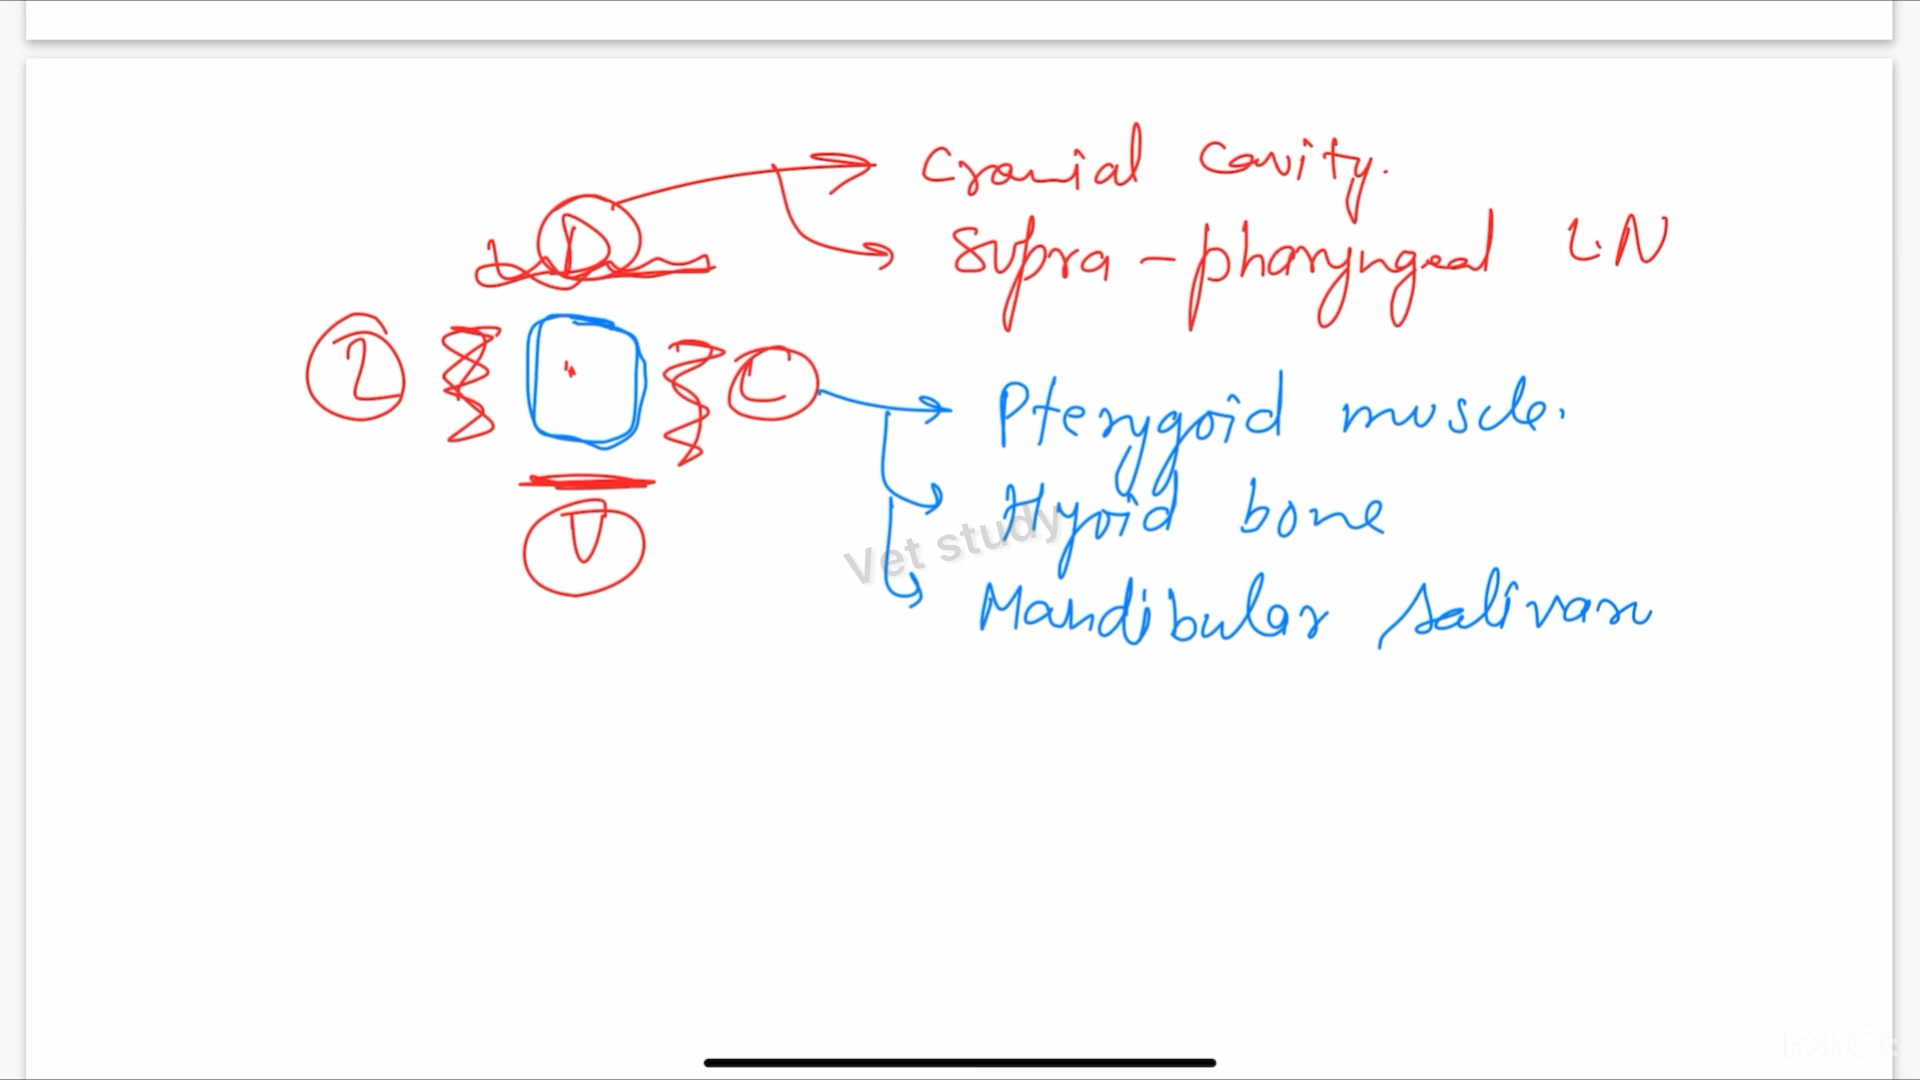 Cranial cavity.
D
Supra - pharyngeal L.N
L
L
Pterygoid muscle.
Hyoid bone
V
Vet study
Mandibular salivary